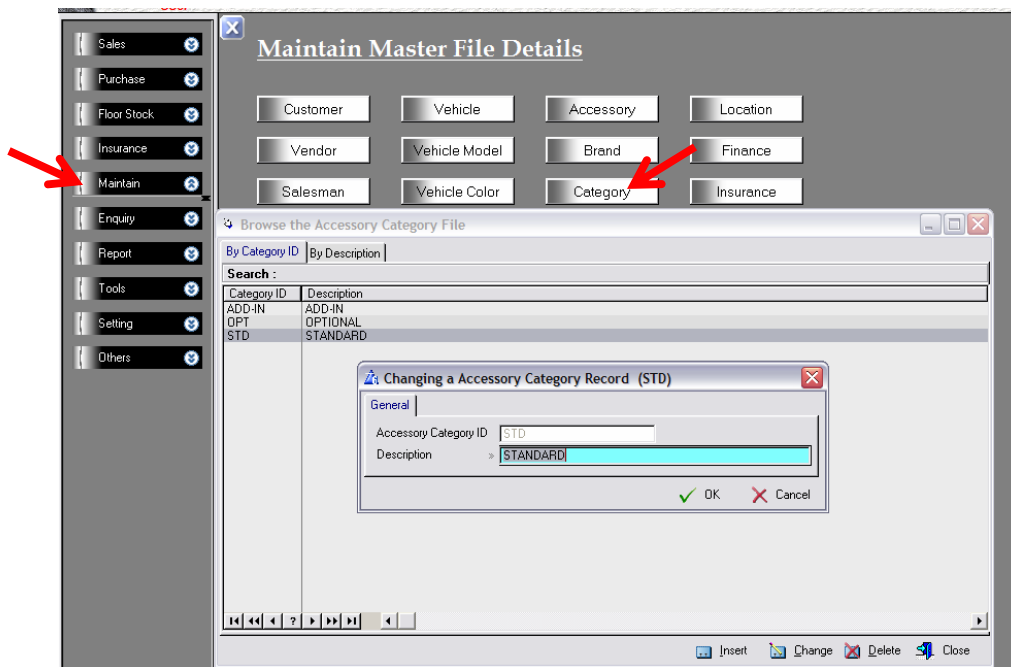 Sales
Purchase
Floor Stock
Insurance
Maintain
Enquiry
Report
Tools
Setting
Others
X
Maintain Master File Details
Customer Vehicle Accessory Location
Vendor Vehicle Model Brand Finance
Salesman Vehicle Color Category Insurance
Browse the Accessory Category File
By Category ID By Description
Search :
Category ID Description
ADD-IN ADD-IN
OPT OPTIONAL
STD STANDARD
Changing a Accessory Category Record (STD)
General
Accessory Category ID STD
Description » STANDARD
OK Cancel
?
Insert Change Delete Close